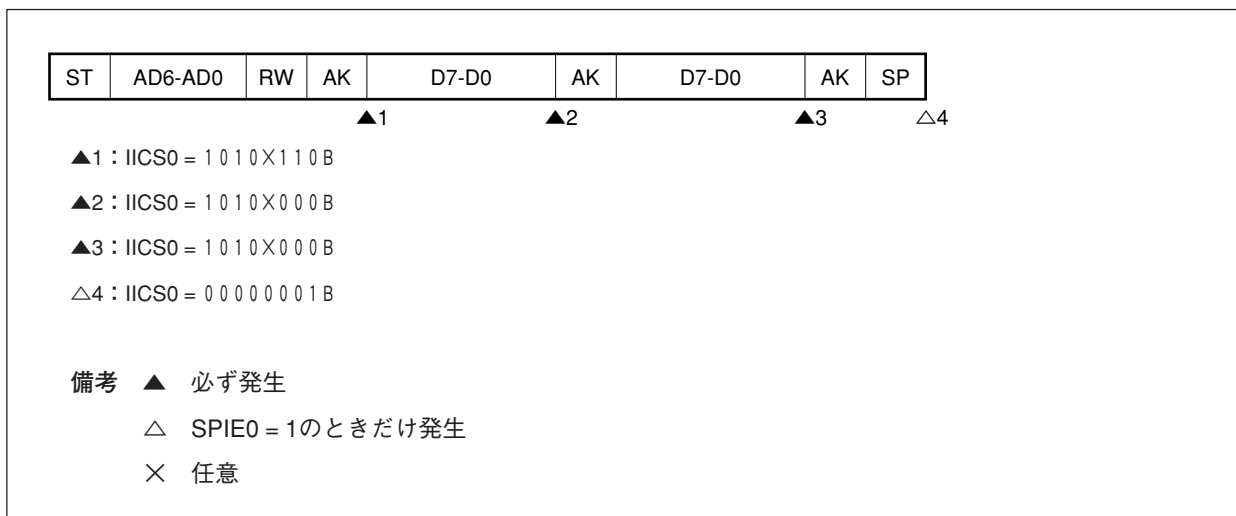 ST AD6-AD0 RW AK D7-D0 AK D7-D0 AK SP
▲1 ▲2 ▲3 △4
▲1：IICS0 = 1010×110B
▲2：IICS0 = 1010×000B
▲3：IICS0 = 1010×000B
△4：IICS0 = 00000001B
備考 ▲ 必ず発生
△ SPIE0 = 1のときだけ発生
× 任意